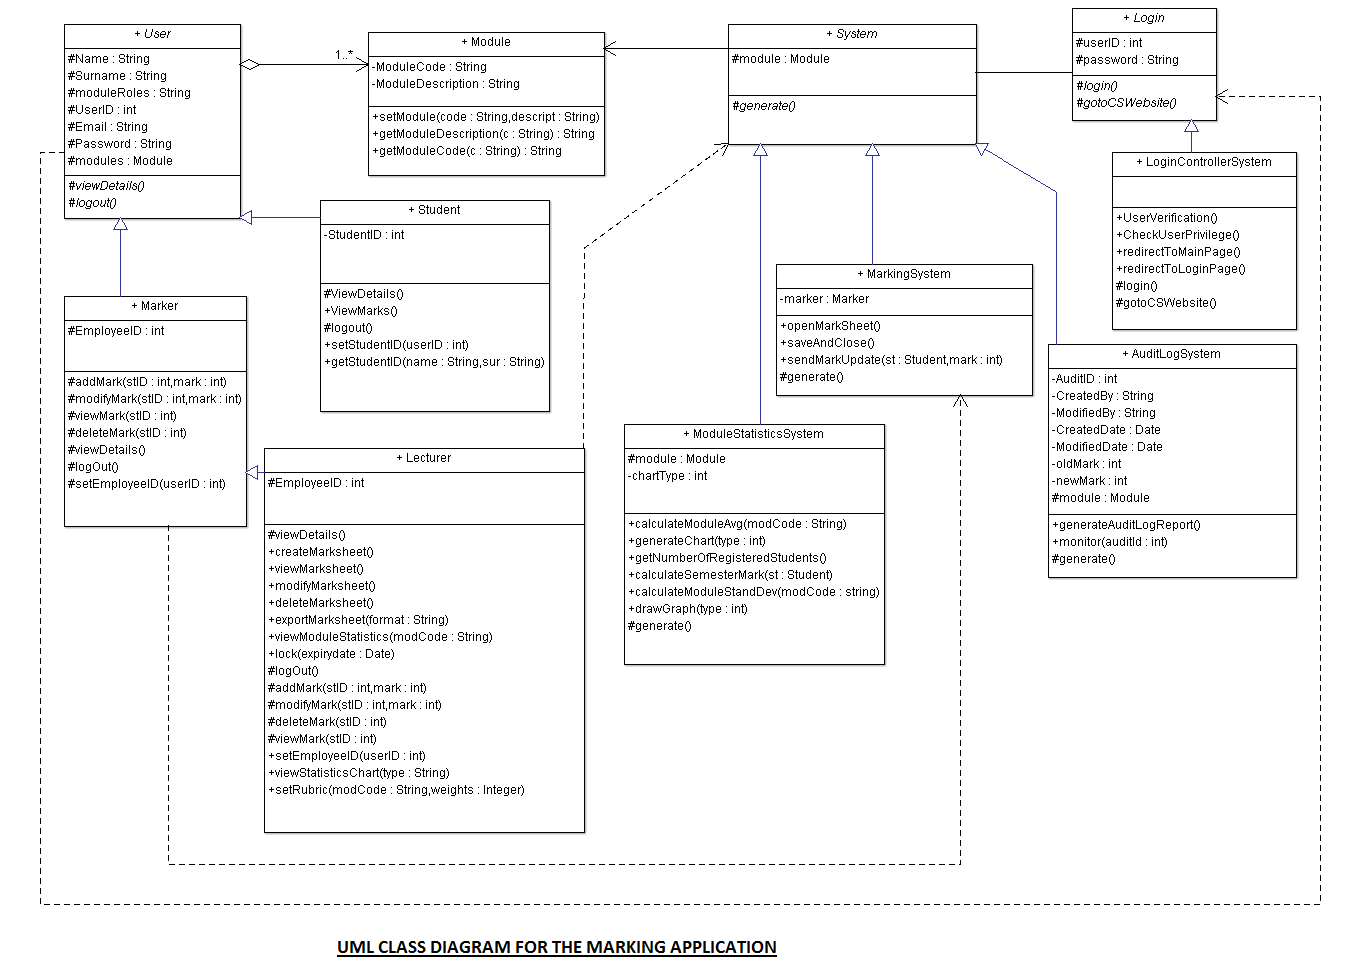 + User
#Name : String
#Surname : String
#moduleRoles : String
#UserID : int
#Email : String
#Password : String
#modules : Module
#viewDetails()
#logout()
1..*
+ Module
-ModuleCode : String
-ModuleDescription : String
+setModule(code : String,descript : String)
+getModuleDescription(c : String) : String
+getModuleCode(c : String) : String
+ System
#module : Module
#generate()
+ Login
#userID : int
#password : String
#login()
#gotoCSWebsite()
+ LoginControllerSystem
+UserVerification()
+CheckUserPrivilege()
+redirectToMainPage()
+redirectToLoginPage()
#login()
#gotoCSWebsite()
+ Student
-StudentID : int
#ViewDetails()
+ViewMarks()
#logout()
+setStudentID(userID : int)
+getStudentID(name : String,sur : String)
+ Marker
#EmployeeID : int
#addMark(stID : int,mark : int)
#modifyMark(stID : int,mark : int)
#viewMark(stID : int)
#deleteMark(stID : int)
#viewDetails()
#logOut()
#setEmployeeID(userID : int)
+ MarkingSystem
-marker : Marker
+openMarkSheet()
+saveAndClose()
+sendMarkUpdate(st : Student,mark : int)
#generate()
+ AuditLogSystem
-AuditID : int
-CreatedBy : String
-ModifiedBy : String
-CreatedDate : Date
-ModifiedDate : Date
-oldMark : int
-newMark : int
#module : Module
+generateAuditLogReport()
+monitor(auditId : int)
#generate()
+ Lecturer
#EmployeeID : int
#viewDetails()
+createMarksheet()
+viewMarksheet()
+modifyMarksheet()
+deleteMarksheet()
+exportMarksheet(format : String)
+viewModuleStatistics(modCode : String)
+lock(expirydate : Date)
#logOut()
#addMark(stID : int,mark : int)
#modifyMark(stID : int,mark : int)
#deleteMark(stID : int)
#viewMark(stID : int)
+setEmployeeID(userID : int)
+viewStatisticsChart(type : String)
+setRubric(modCode : String,weights : Integer)
+ ModuleStatisticsSystem
#module : Module
-chartType : int
+calculateModuleAvg(modCode : String)
+generateChart(type : int)
+getNumberOfRegisteredStudents()
+calculateSemesterMark(st : Student)
+calculateModuleStandDev(modCode : string)
+drawGraph(type : int)
#generate()
UML CLASS DIAGRAM FOR THE MARKING APPLICATION